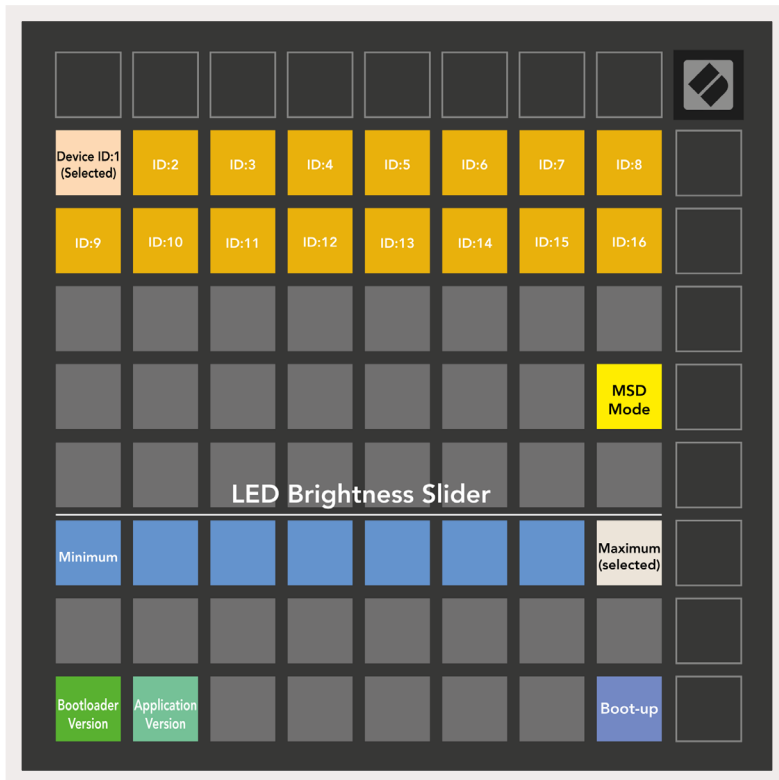 Device ID:1
(Selected)
ID:2
ID:3
ID:4
ID:5
ID:6
ID:7
ID:8
ID:9
ID:10
ID:11
ID:12
ID:13
ID:14
ID:15
ID:16
MSD
Mode
LED Brightness Slider
Minimum
Maximum
(selected)
Bootloader
Version
Application
Version
Boot-up